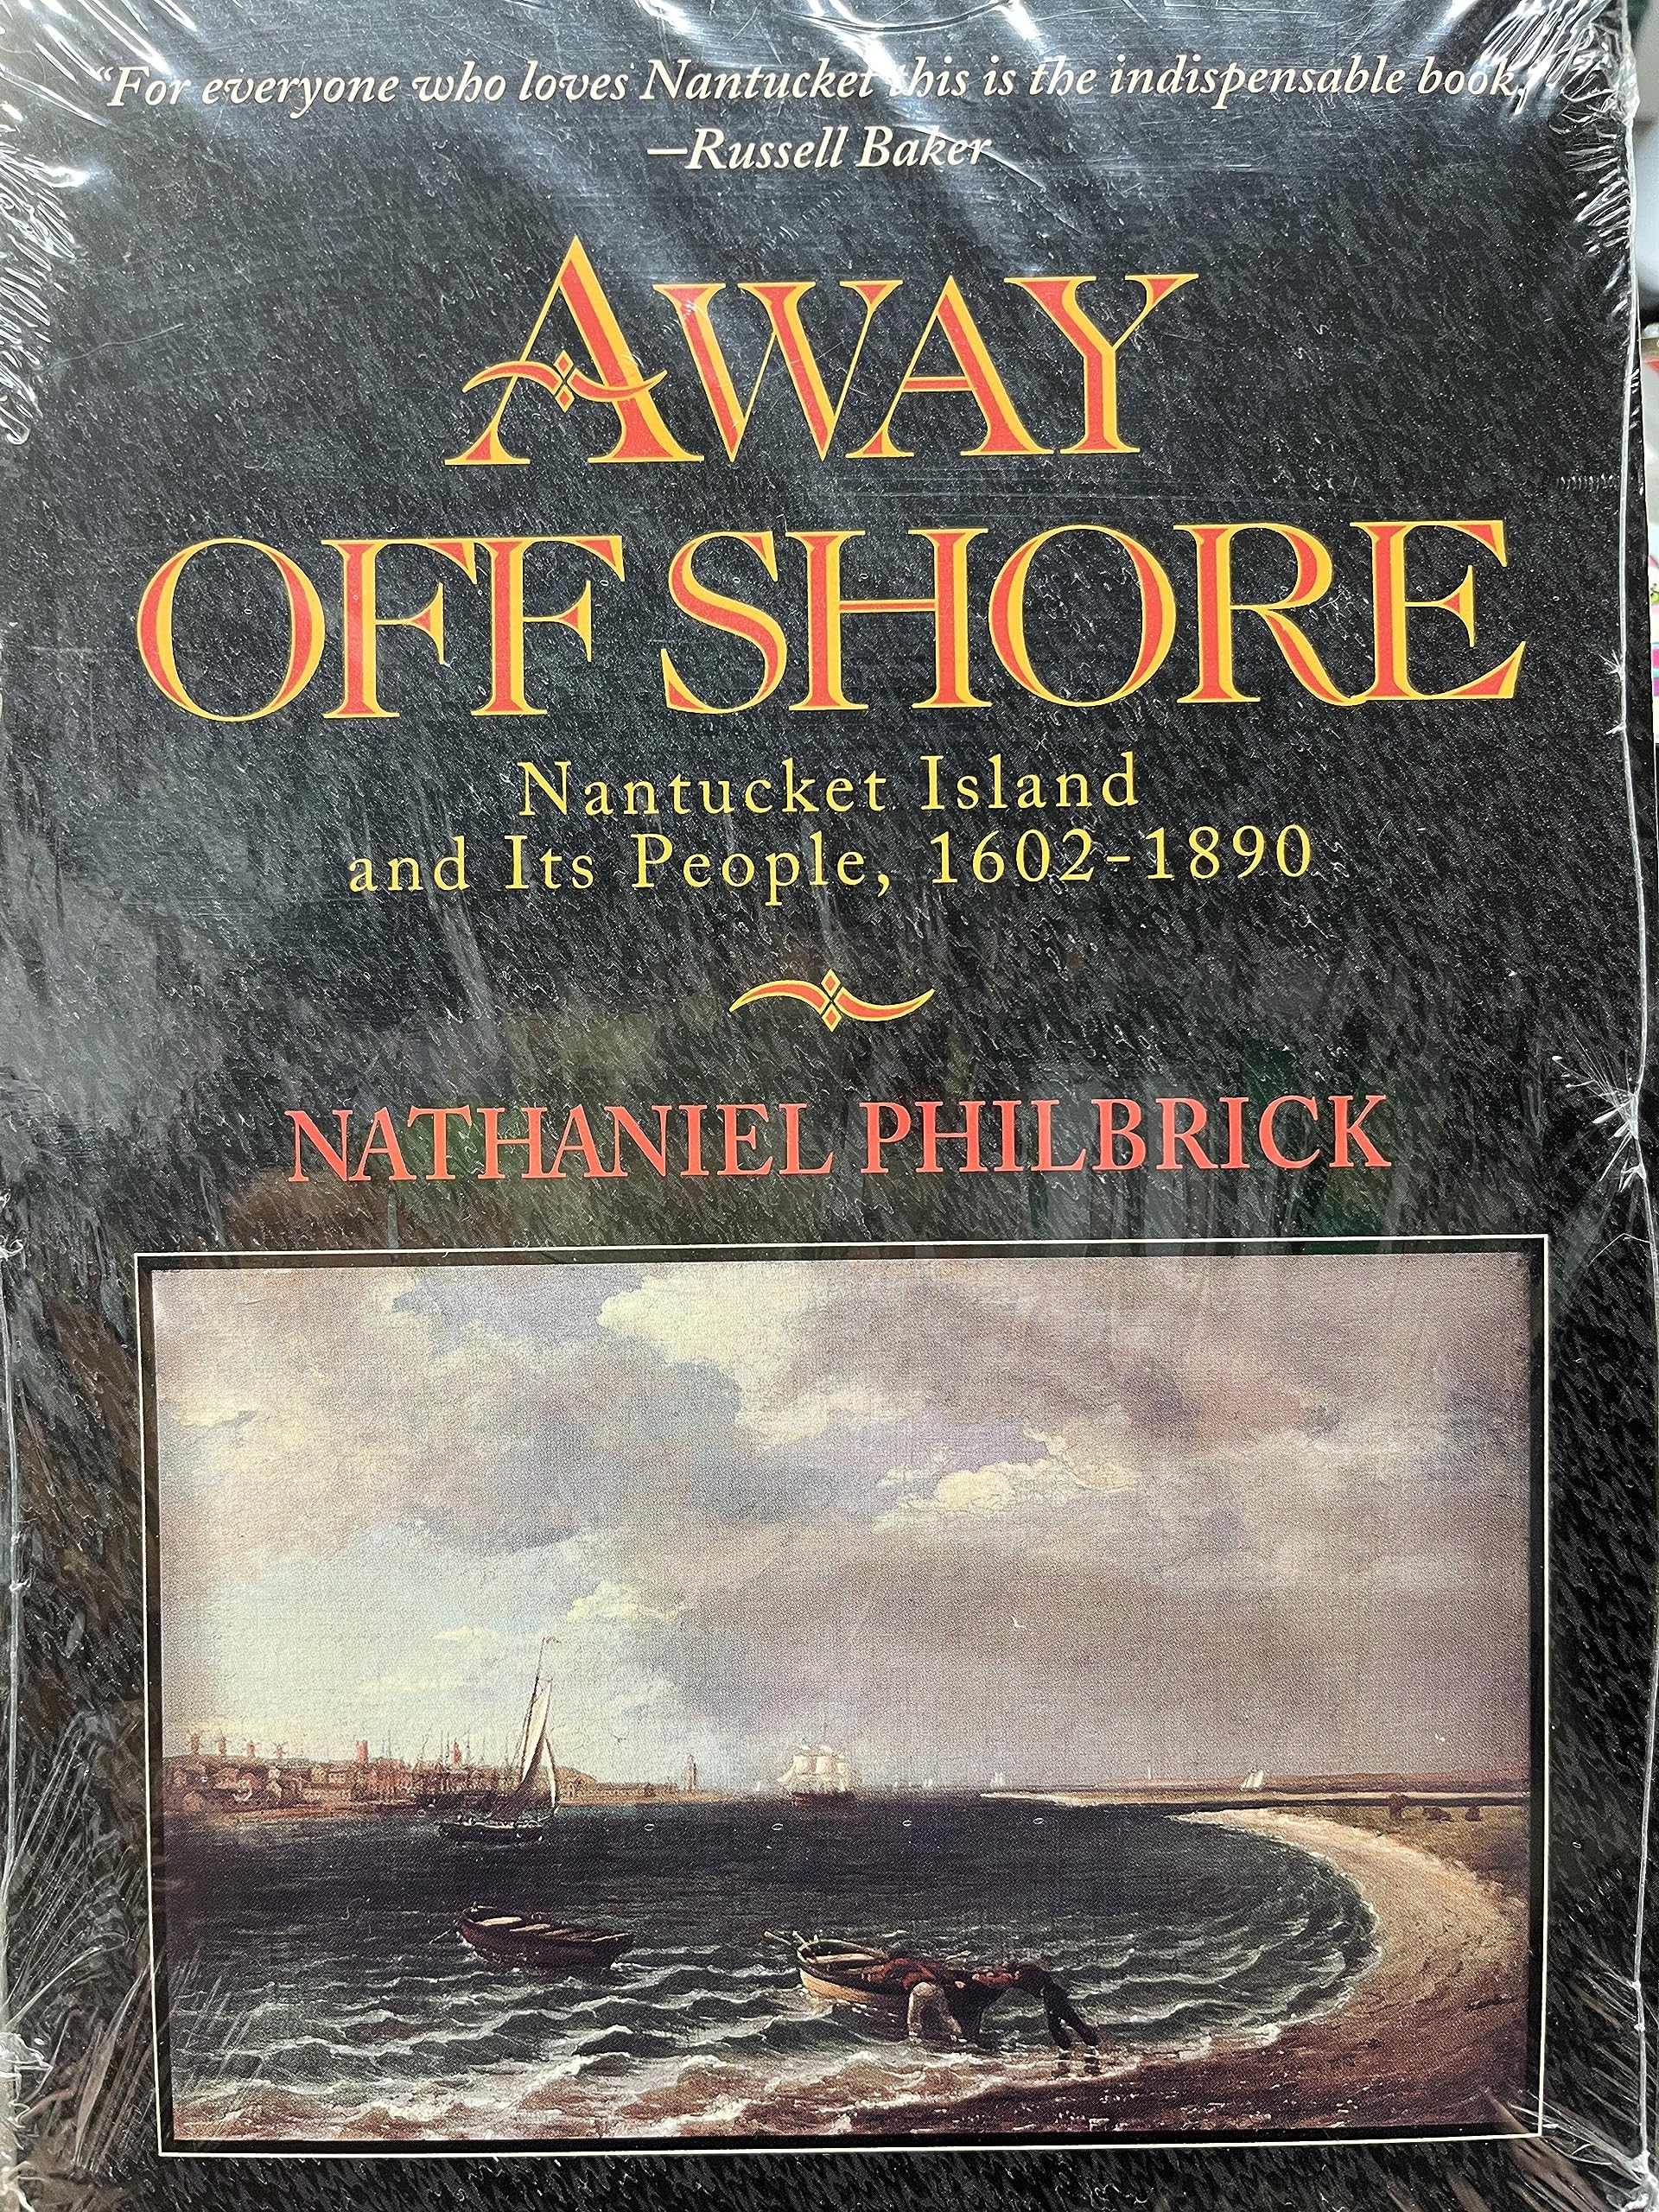 "For everyone who loves Nantucket this is the indispensable book."
—Russell Baker
AWAY
OFF SHORE
Nantucket Island
and Its People, 1602-1890
NATHANIEL PHILBRICK